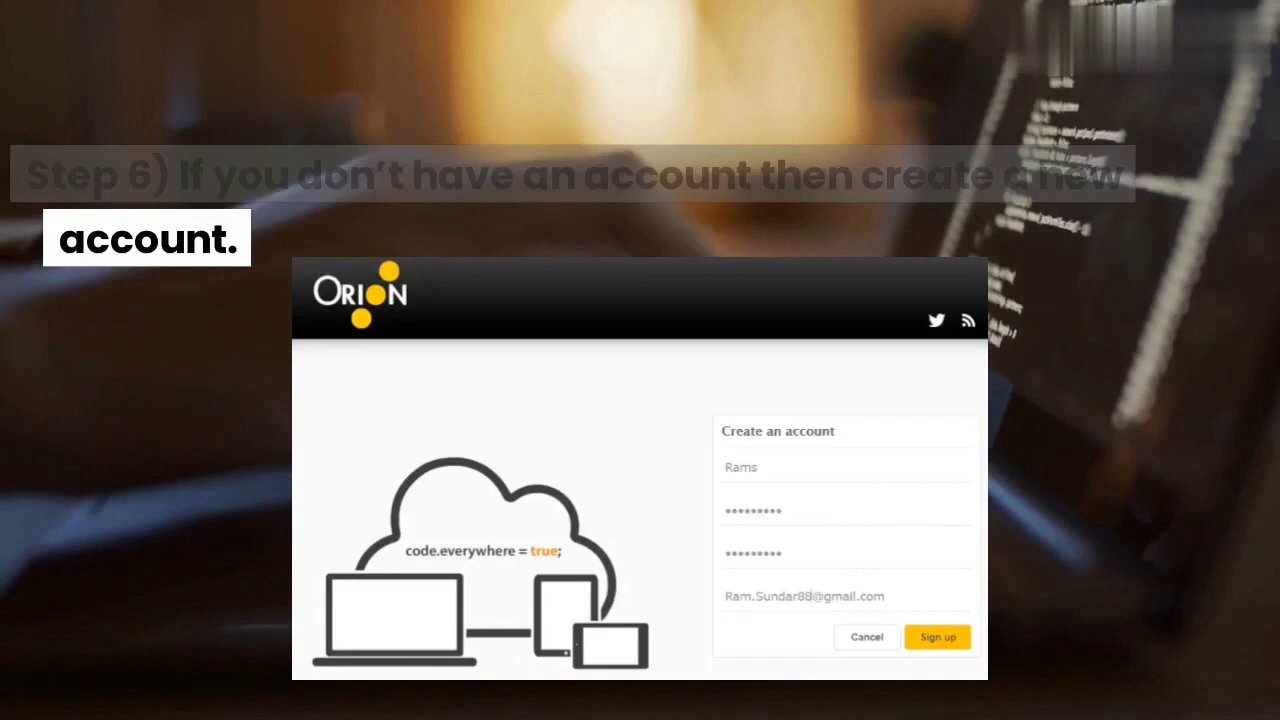 Step 6) If you don't have an account then create a new
account.
ORION
Create an account
Rams
•••••••••
•••••••••
code.everywhere = true;
Ram.Sundar88@gmail.com
Cancel
Sign up